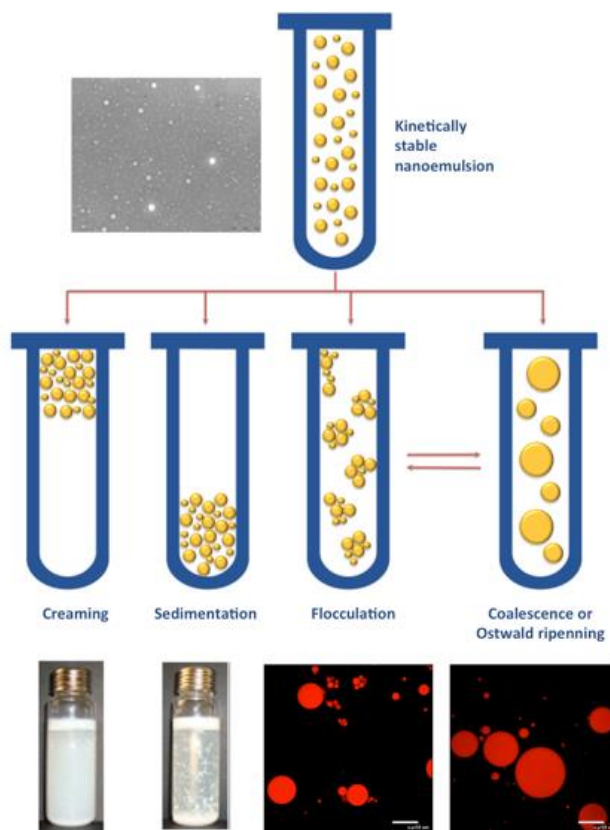 Kinetically
stable
nanoemulsion
Creaming
Sedimentation
Flocculation
Coalescence or
Ostwald ripenning